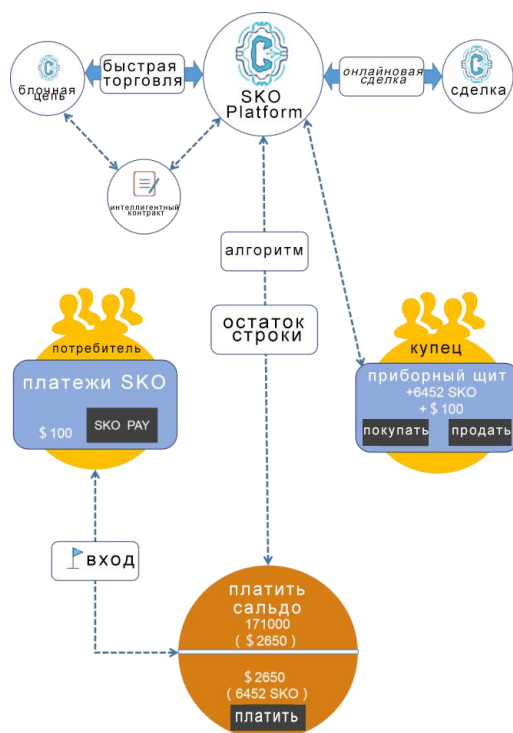 быстрая
торговля
SKO
Platform
онлайновая
сделка
блочная
цепь
сделка
интеллигентный
контракт
алгоритм
остаток
строки
потребитель
платежи SKO
$ 100
SKO PAY
купец
приборный щит
+6452 SKO
+ $ 100
покупать
продать
вход
платить
сальдо
171000
( $ 2650 )
$ 2650
( 6452 SKO )
платить